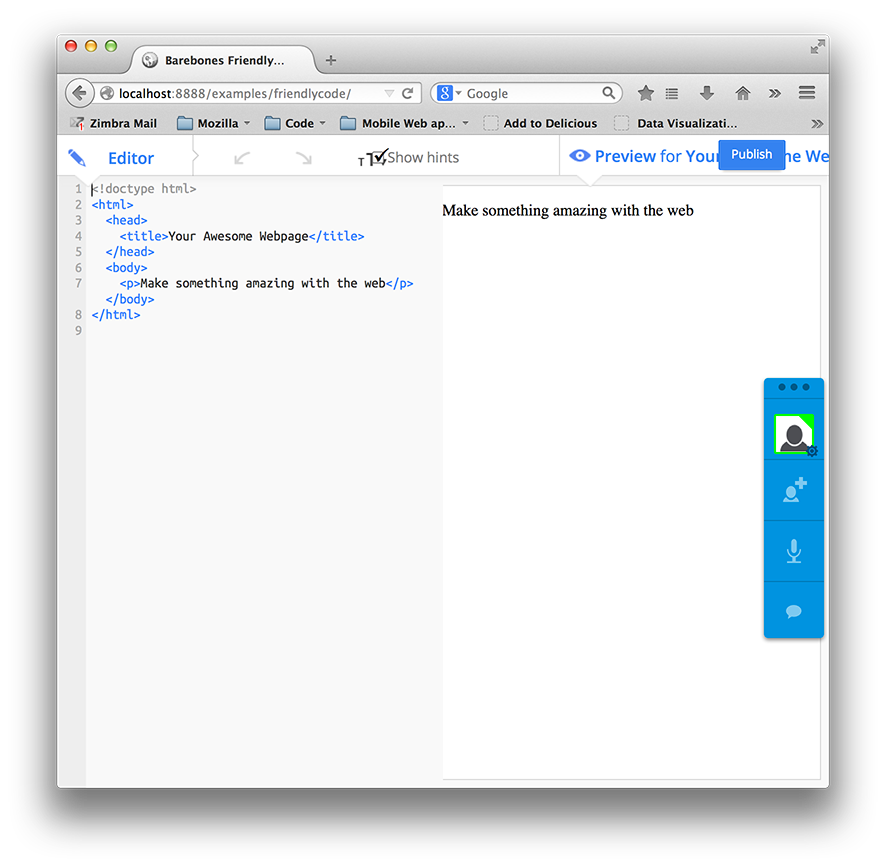 Barebones Friendly...
localhost:8888/examples/friendlycode/
Google
Zimbra Mail Mozilla Code Mobile Web ap... Add to Delicious Data Visualizati...
Editor
Show hints
Preview for Your
Publish
me We
1 <!doctype html>
2 <html>
3 <head>
4 <title>Your Awesome Webpage</title>
5 </head>
6 <body>
7 <p>Make something amazing with the web</p>
</body>
8 </html>
9
Make something amazing with the web